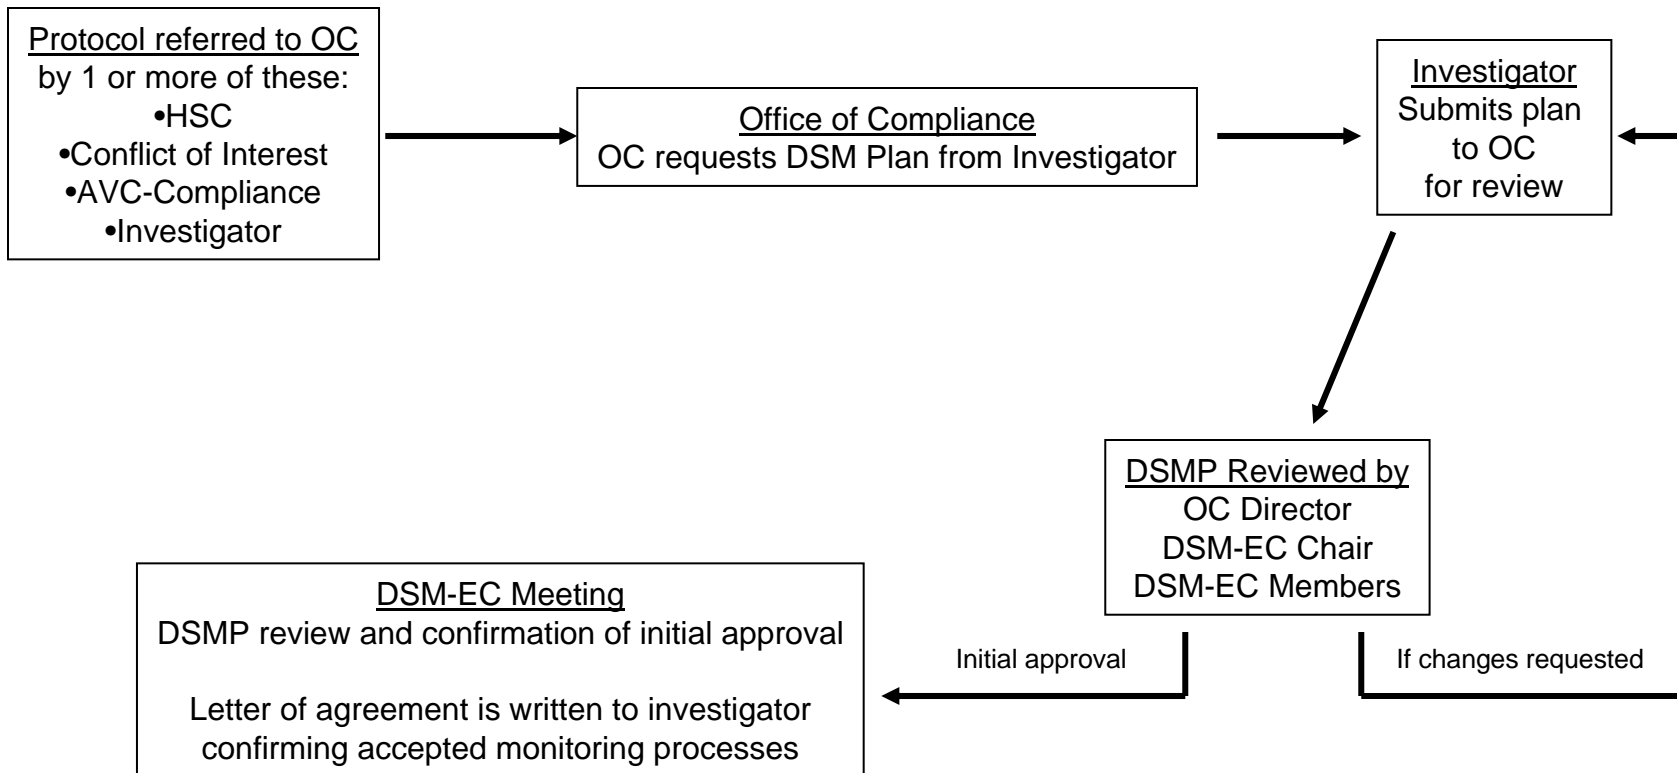 Protocol referred to OC
by 1 or more of these:
•HSC
•Conflict of Interest
•AVC-Compliance
•Investigator
Office of Compliance
OC requests DSM Plan from Investigator
Investigator
Submits plan
to OC
for review
DSMP Reviewed by
OC Director
DSM-EC Chair
DSM-EC Members
Initial approval
If changes requested
DSM-EC Meeting
DSMP review and confirmation of initial approval
Letter of agreement is written to investigator
confirming accepted monitoring processes